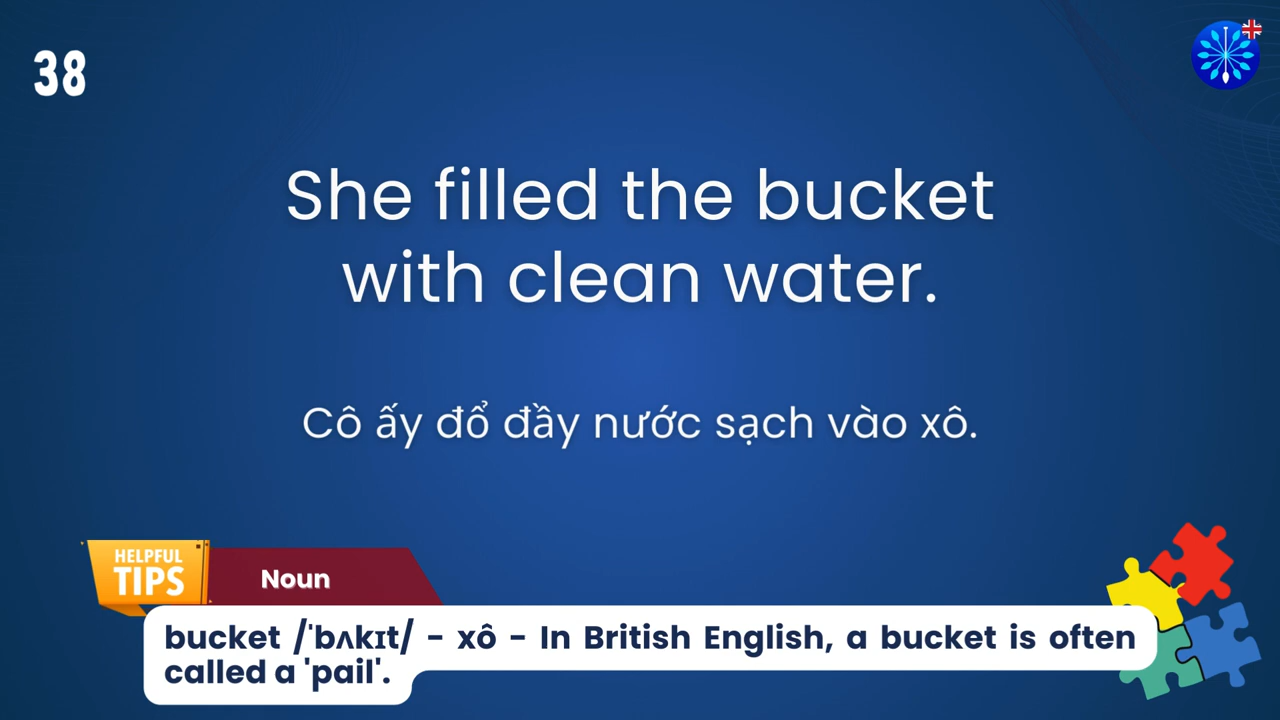 38
She filled the bucket
with clean water.
Cô ấy đổ đầy nước sạch vào xô.
HELPFUL
TIPS
Noun
bucket /ˈbʌkɪt/ - xô - In British English, a bucket is often
called a 'pail'.